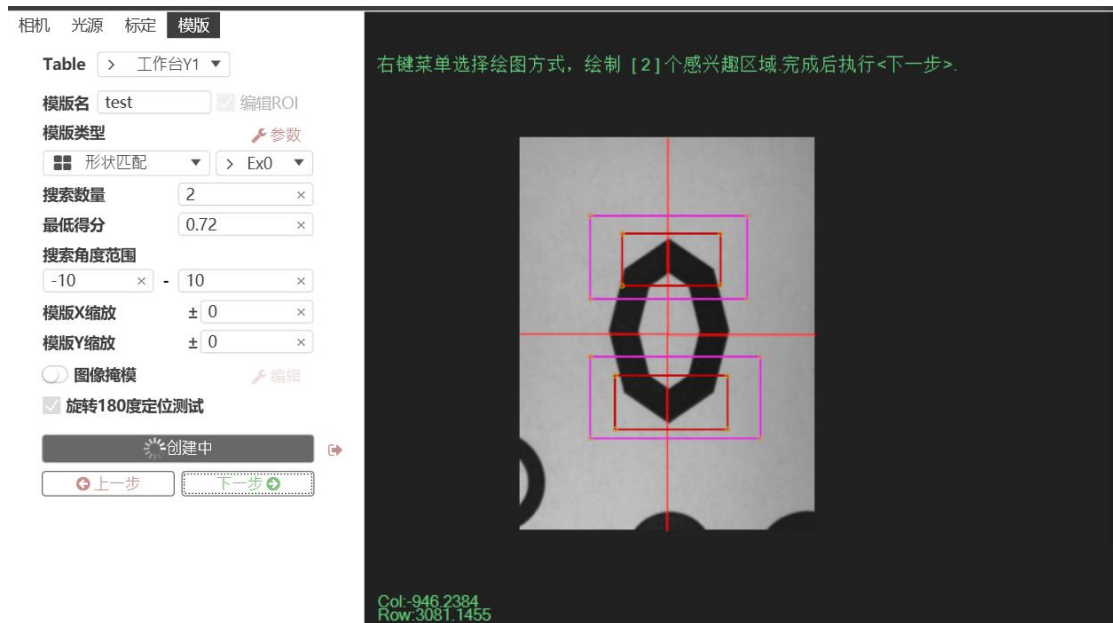 相机 光源 标定 模版
Table > 工作台Y1
模版名 test 编辑ROI
模版类型 参数
形状匹配 > Ex0
搜索数量 2 ×
最低得分 0.72 ×
搜索角度范围
-10 × - 10 ×
模版X缩放 ± 0 ×
模版Y缩放 ± 0 ×
图像掩模 编辑
旋转180度定位测试
创建中
上一步 下一步
右键菜单选择绘图方式，绘制 [2]个感兴趣区域.完成后执行<下一步>.
Col:-946.2384
Row:3081.1455